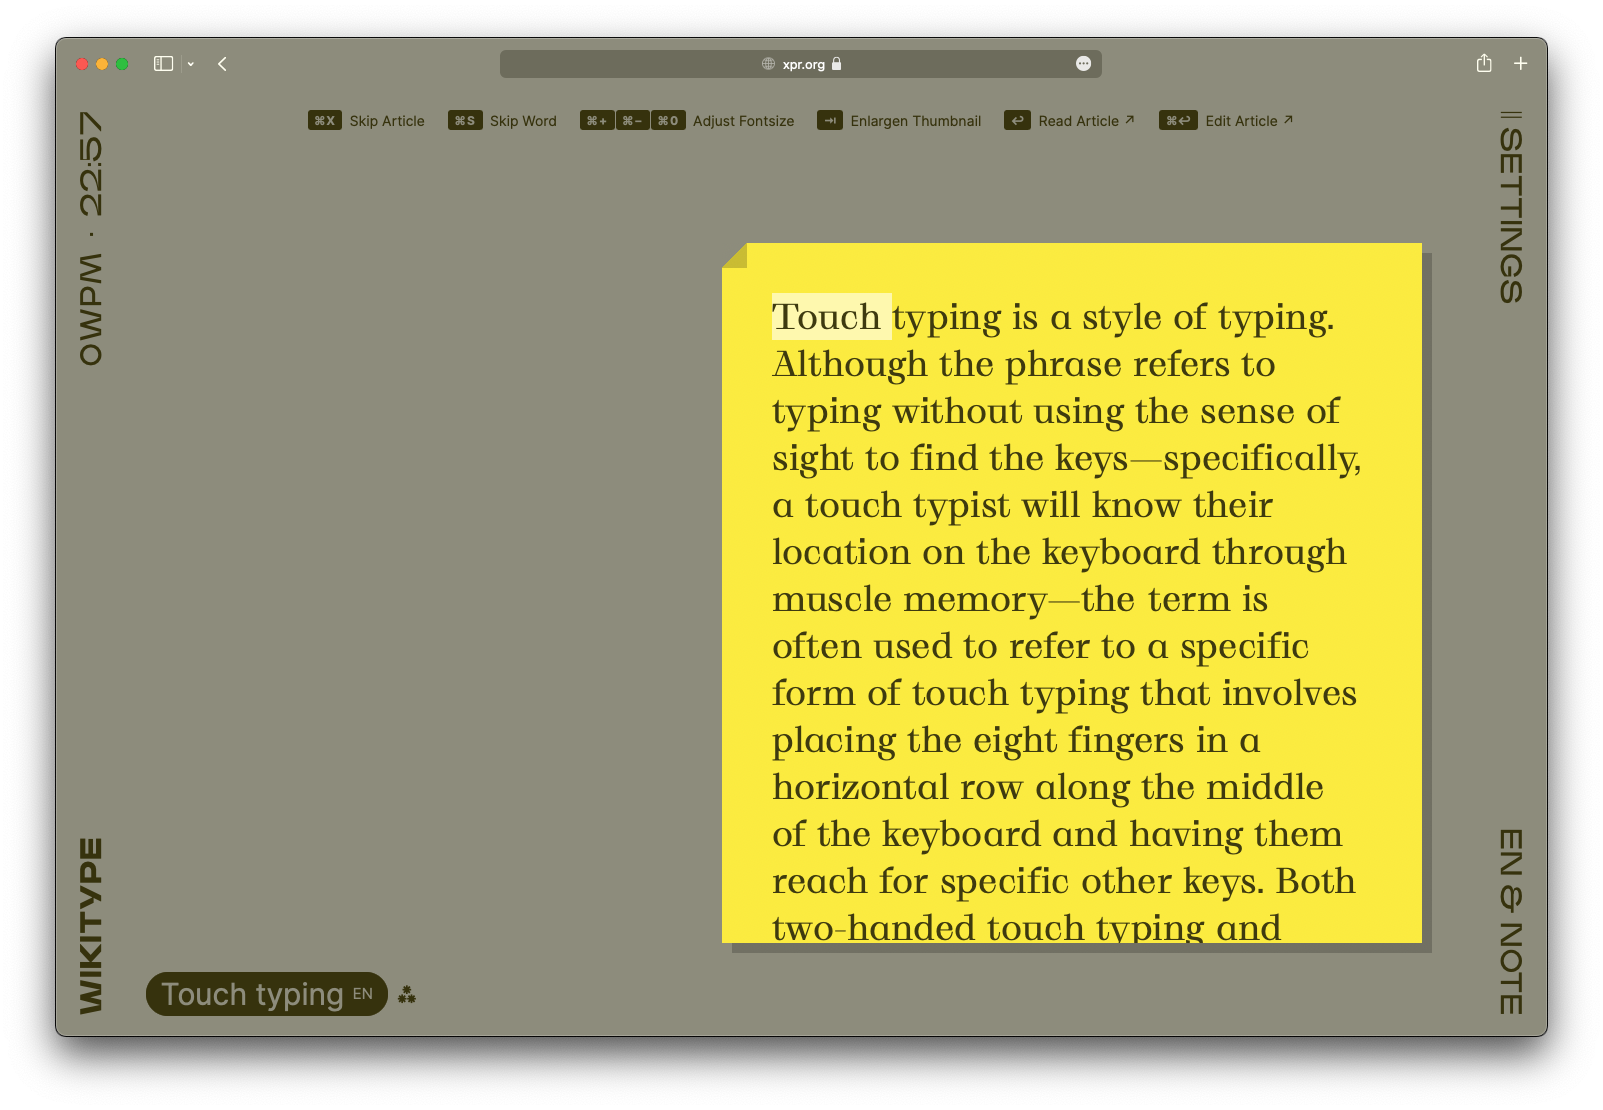 xpr.org
⌘X Skip Article ⌘S Skip Word ⌘+ ⌘− ⌘0 Adjust Fontsize ⇥ Enlargen Thumbnail ↩ Read Article ↗ ⌘↩ Edit Article ↗
0WPM · 22:57
|| SETTINGS
Touch typing is a style of typing.
Although the phrase refers to
typing without using the sense of
sight to find the keys—specifically,
a touch typist will know their
location on the keyboard through
muscle memory—the term is
often used to refer to a specific
form of touch typing that involves
placing the eight fingers in a
horizontal row along the middle
of the keyboard and having them
reach for specific other keys. Both
two-handed touch typing and
WIKITYPE
EN & NOTE
Touch typing EN